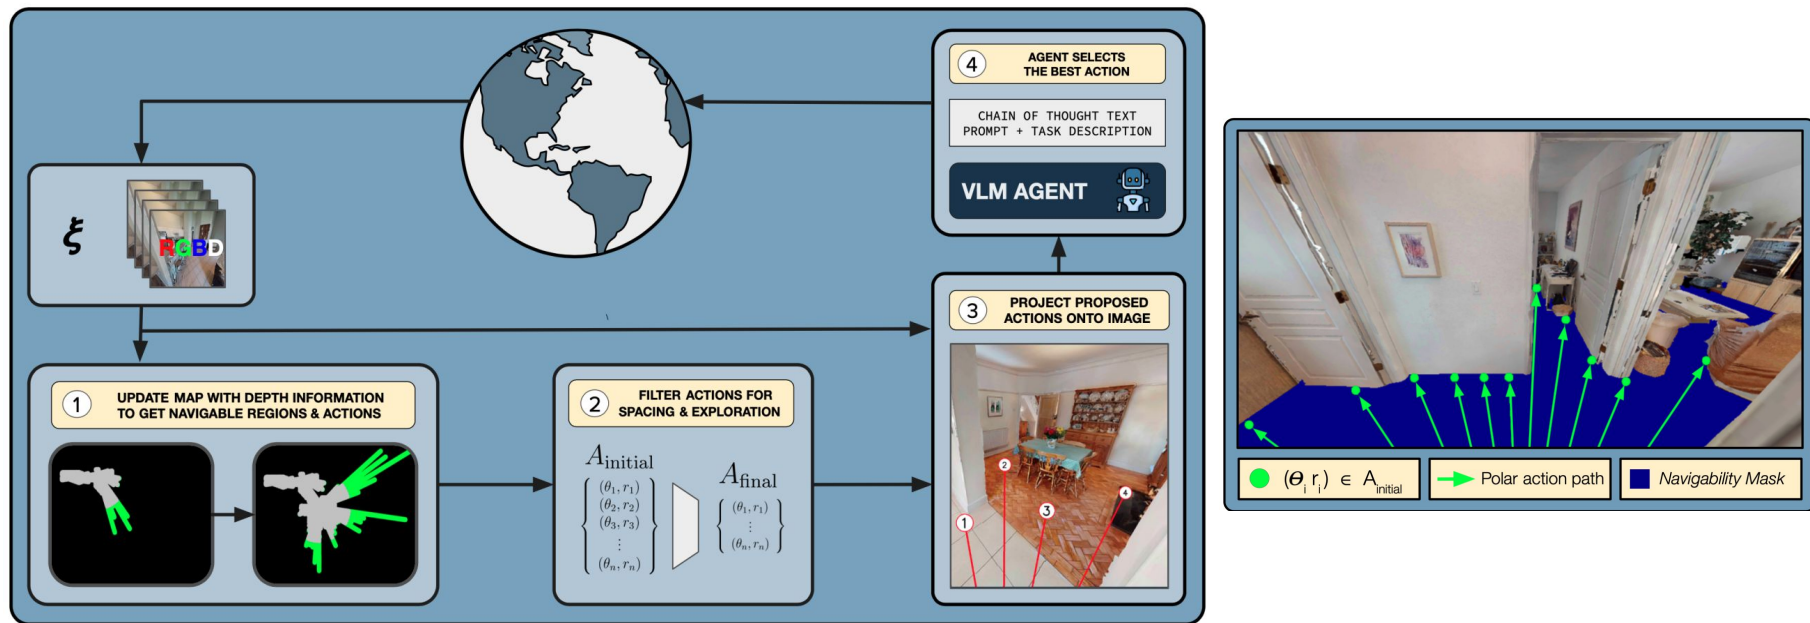 4
AGENT SELECTS
THE BEST ACTION
CHAIN OF THOUGHT TEXT
PROMPT + TASK DESCRIPTION
VLM AGENT
ξ
RGBD
3
PROJECT PROPOSED
ACTIONS ONTO IMAGE
2
1
3
4
1
UPDATE MAP WITH DEPTH INFORMATION
TO GET NAVIGABLE REGIONS & ACTIONS
2
FILTER ACTIONS FOR
SPACING & EXPLORATION
A_initial
(θ₁, r₁)
(θ₂, r₂)
(θ₃, r₃)
⋮
(θₙ, rₙ)
A_final
(θ₁, r₁)
⋮
(θₙ, rₙ)
(Θᵢ rᵢ) ∈ A_initial
Polar action path
Navigability Mask